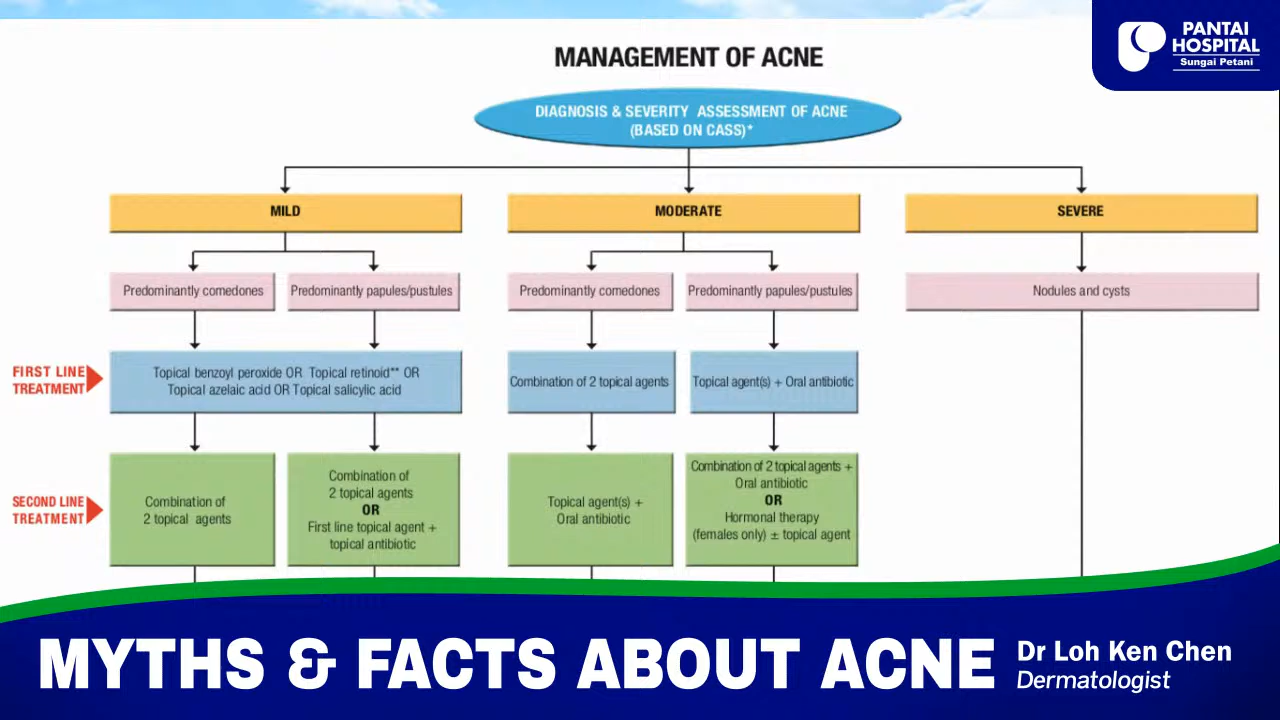 PANTAI
HOSPITAL
Sungai Petani
MANAGEMENT OF ACNE
DIAGNOSIS & SEVERITY ASSESSMENT OF ACNE
(BASED ON CASS)*
MILD
MODERATE
SEVERE
Predominantly comedones
Predominantly papules/pustules
Predominantly comedones
Predominantly papules/pustules
Nodules and cysts
FIRST LINE
TREATMENT
Topical benzoyl peroxide OR Topical retinoid** OR
Topical azelaic acid OR Topical salicylic acid
Combination of 2 topical agents
Topical agent(s) + Oral antibiotic
SECOND LINE
TREATMENT
Combination of
2 topical agents
Combination of
2 topical agents
OR
First line topical agent +
topical antibiotic
Topical agent(s) +
Oral antibiotic
Combination of 2 topical agents +
Oral antibiotic
OR
Hormonal therapy
(females only) ± topical agent
MYTHS & FACTS ABOUT ACNE
Dr Loh Ken Chen
Dermatologist